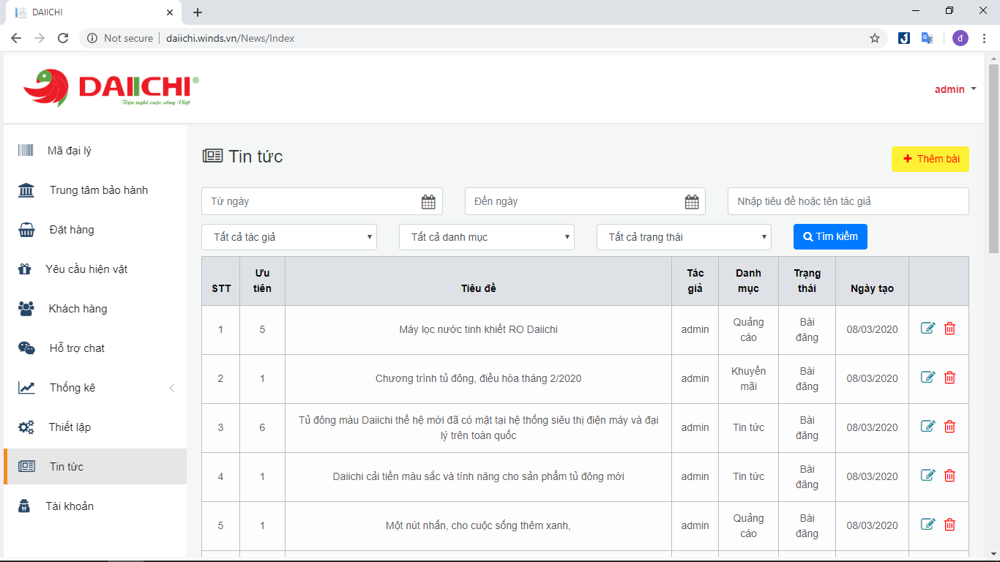 DAIICHI
Not secure
daiichi.winds.vn/News/Index
đ
DAIICHI®
Tiện nghi cuộc sống Việt
admin
Mã đại lý
Trung tâm bảo hành
Đặt hàng
Yêu cầu hiện vật
Khách hàng
Hỗ trợ chat
Thống kê
Thiết lập
Tin tức
Tài khoản
Tin tức
Thêm bài
Từ ngày
Đến ngày
Nhập tiêu đề hoặc tên tác giả
Tất cả tác giả
Tất cả danh mục
Tất cả trạng thái
Tìm kiếm
STT
Ưu
tiên
Tiêu đề
Tác
giả
Danh
mục
Trạng
thái
Ngày tạo
1
5
Máy lọc nước tinh khiết RO Daiichi
admin
Quảng
cáo
Bài
đăng
08/03/2020
2
1
Chương trình tủ đông, điều hòa tháng 2/2020
admin
Khuyến
mãi
Bài
đăng
08/03/2020
3
6
Tủ đông màu Daiichi thế hệ mới đã có mặt tại hệ thống siêu thị điện máy và đại
lý trên toàn quốc
admin
Tin tức
Bài
đăng
08/03/2020
4
1
Daiichi cải tiến màu sắc và tính năng cho sản phẩm tủ đông mới
admin
Tin tức
Bài
đăng
08/03/2020
5
1
Một nút nhấn, cho cuộc sống thêm xanh,
admin
Quảng
cáo
Bài
đăng
08/03/2020